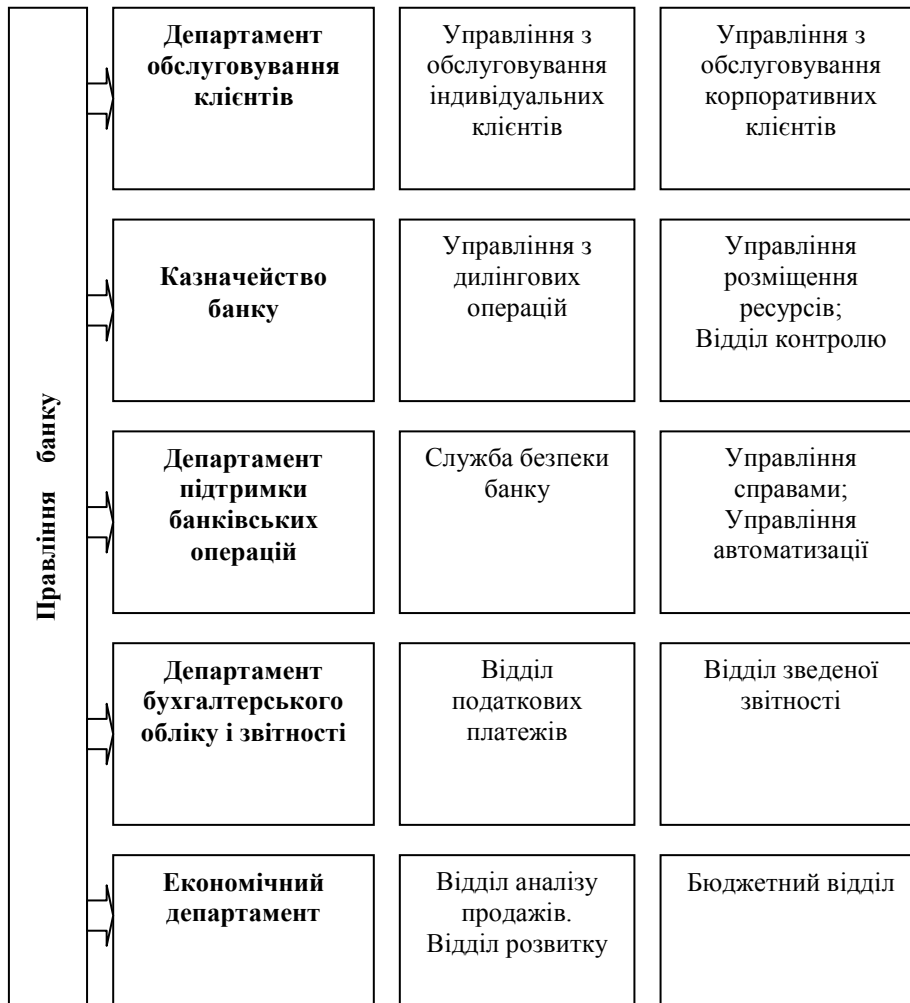 Правління банку
Департамент
обслуговування
клієнтів
Управління з
обслуговування
індивідуальних
клієнтів
Управління з
обслуговування
корпоративних
клієнтів
Казначейство
банку
Управління з
дилінгових
операцій
Управління
розміщення
ресурсів;
Відділ контролю
Департамент
підтримки
банківських
операцій
Служба безпеки
банку
Управління
справами;
Управління
автоматизації
Департамент
бухгалтерського
обліку і звітності
Відділ
податкових
платежів
Відділ зведеної
звітності
Економічний
департамент
Відділ аналізу
продажів.
Відділ розвитку
Бюджетний відділ